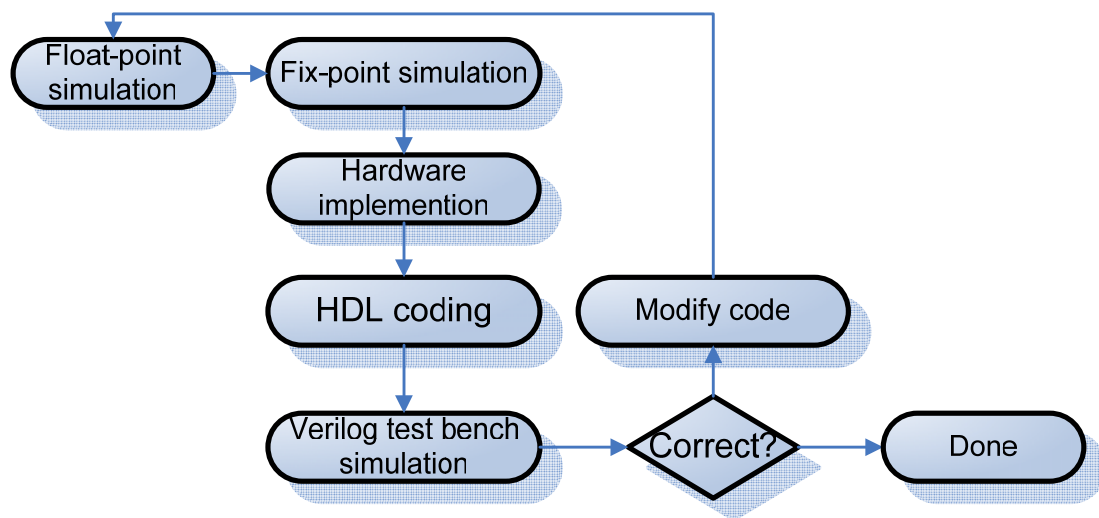 Float-point
simulation
Fix-point simulation
Hardware
implemention
HDL coding
Modify code
Verilog test bench
simulation
Correct?
Done